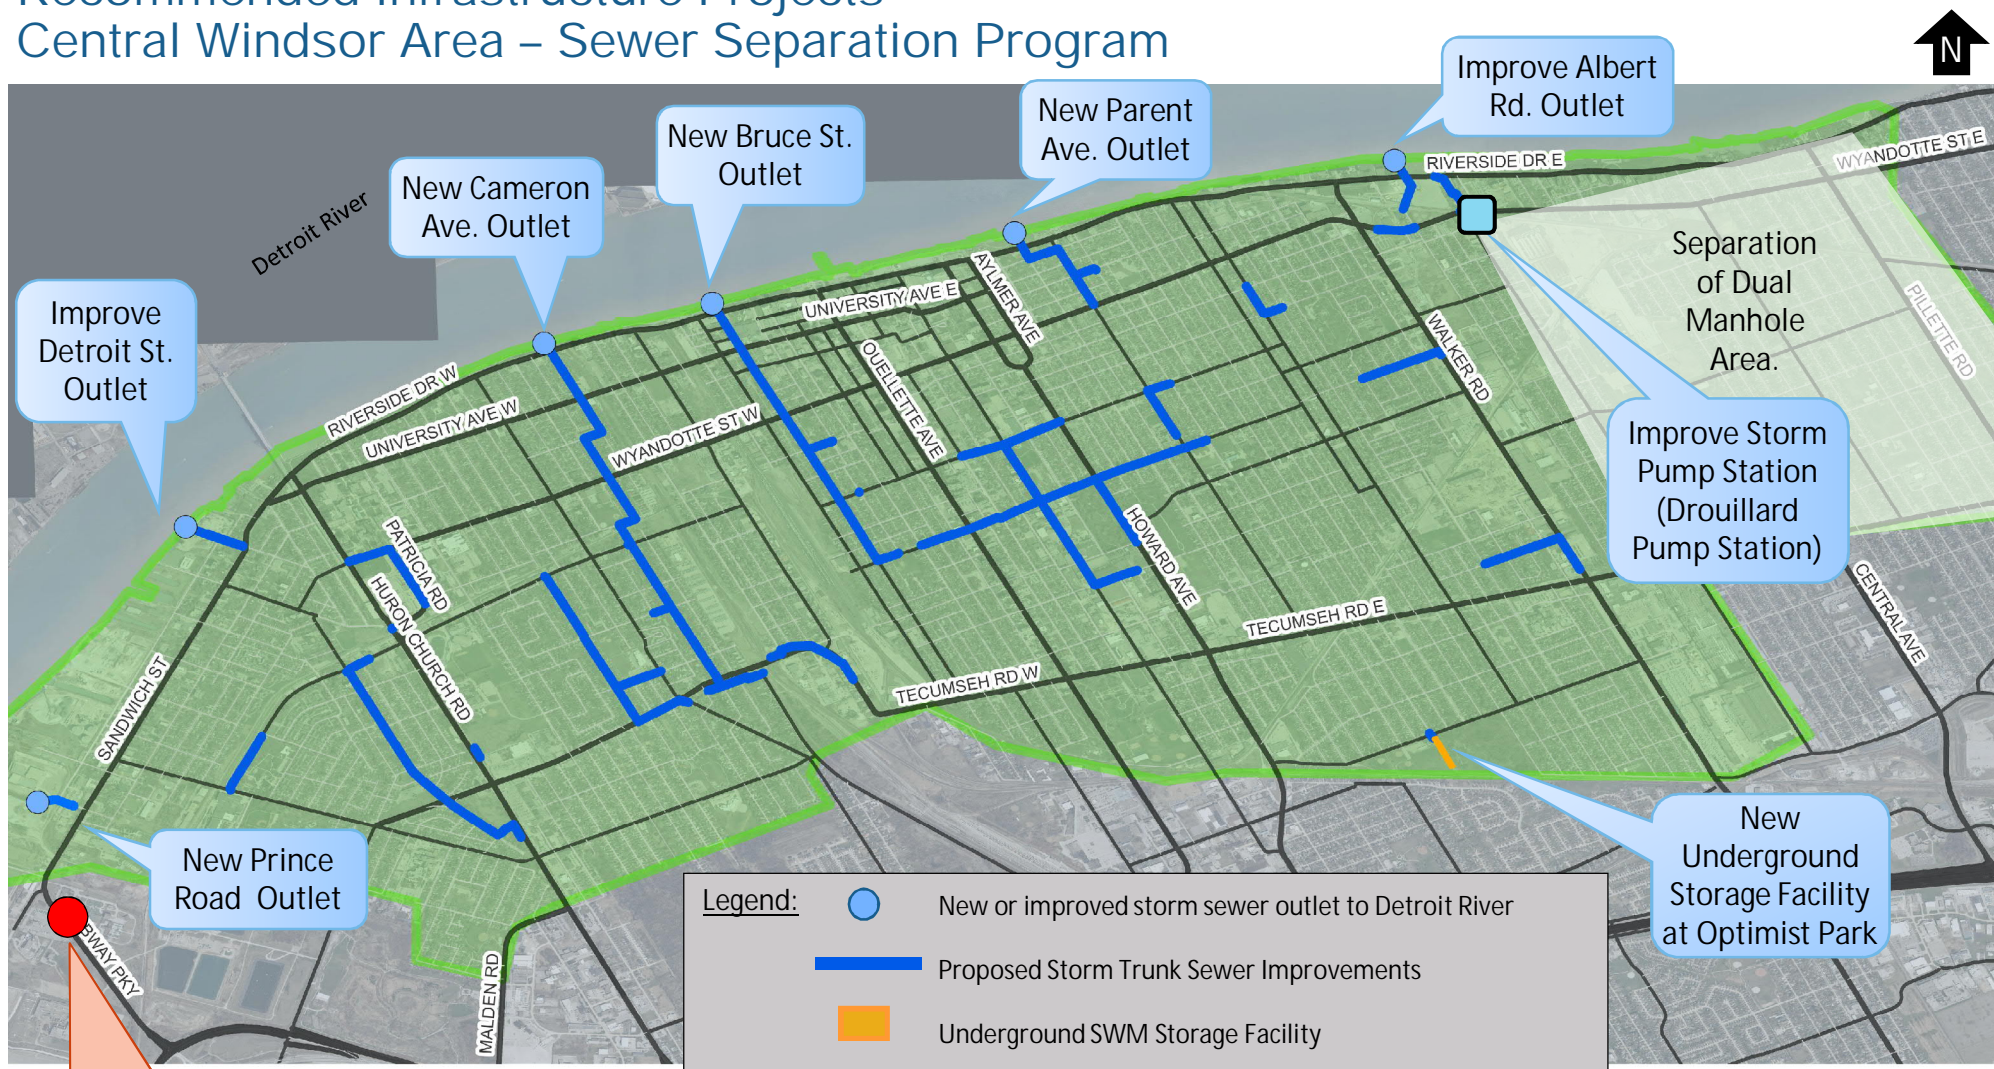 Recommended Infrastructure Projects
Central Windsor Area – Sewer Separation Program
N
Improve Albert
Rd. Outlet
New Parent
Ave. Outlet
New Bruce St.
Outlet
New Cameron
Ave. Outlet
Improve
Detroit St.
Outlet
Detroit River
RIVERSIDE DR E
WYANDOTTE ST E
Separation
of Dual
Manhole
Area.
PILLETTE RD
AYLMER AVE
UNIVERSITY AVE E
OUELLETTE AVE
WALKER RD
RIVERSIDE DR W
UNIVERSITY AVE W
WYANDOTTE ST W
Improve Storm
Pump Station
(Drouillard
Pump Station)
PATRICIA RD
HURON CHURCH RD
HOWARD AVE
TECUMSEH RD E
CENTRAL AVE
SANDWICH ST
TECUMSEH RD W
New Prince
Road Outlet
New
Underground
Storage Facility
at Optimist Park
BWAY PKY
MALDEN RD
Legend:
New or improved storm sewer outlet to Detroit River
Proposed Storm Trunk Sewer Improvements
Underground SWM Storage Facility